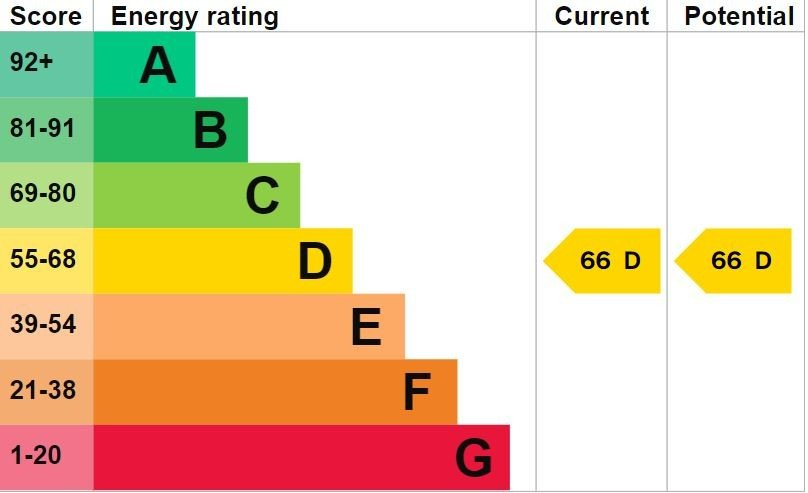 Score Energy rating Current Potential
92+ A
81-91 B
69-80 C
55-68 D 66 D 66 D
39-54 E
21-38 F
1-20 G